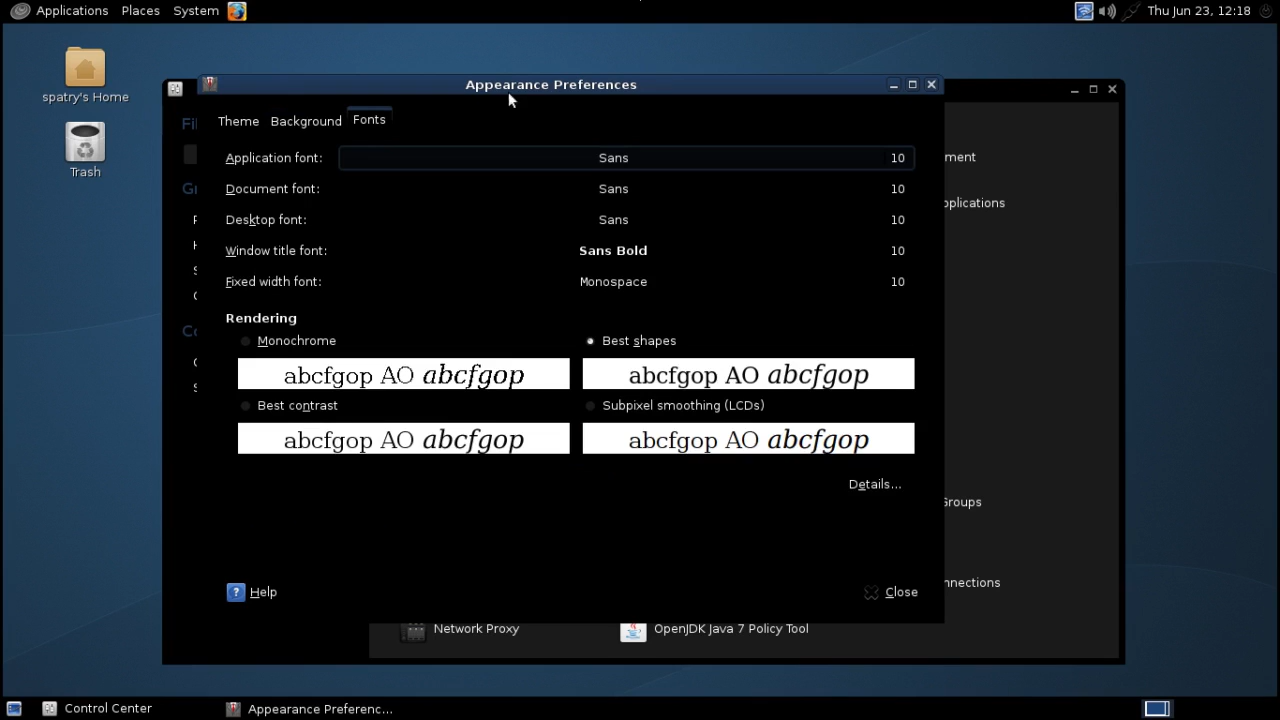 Applications Places System Thu Jun 23, 12:18
spatry's Home
Trash
Appearance Preferences
Theme Background Fonts
Application font: Sans 10
Document font: Sans 10
Desktop font: Sans 10
Window title font: Sans Bold 10
Fixed width font: Monospace 10
Rendering
Monochrome Best shapes
abcfgop AO abcfgop abcfgop AO abcfgop
Best contrast Subpixel smoothing (LCDs)
abcfgop AO abcfgop abcfgop AO abcfgop
Details...
? Help Close
ment
pplications
Groups
nnections
Network Proxy OpenJDK Java 7 Policy Tool
Control Center Appearance Preferenc...